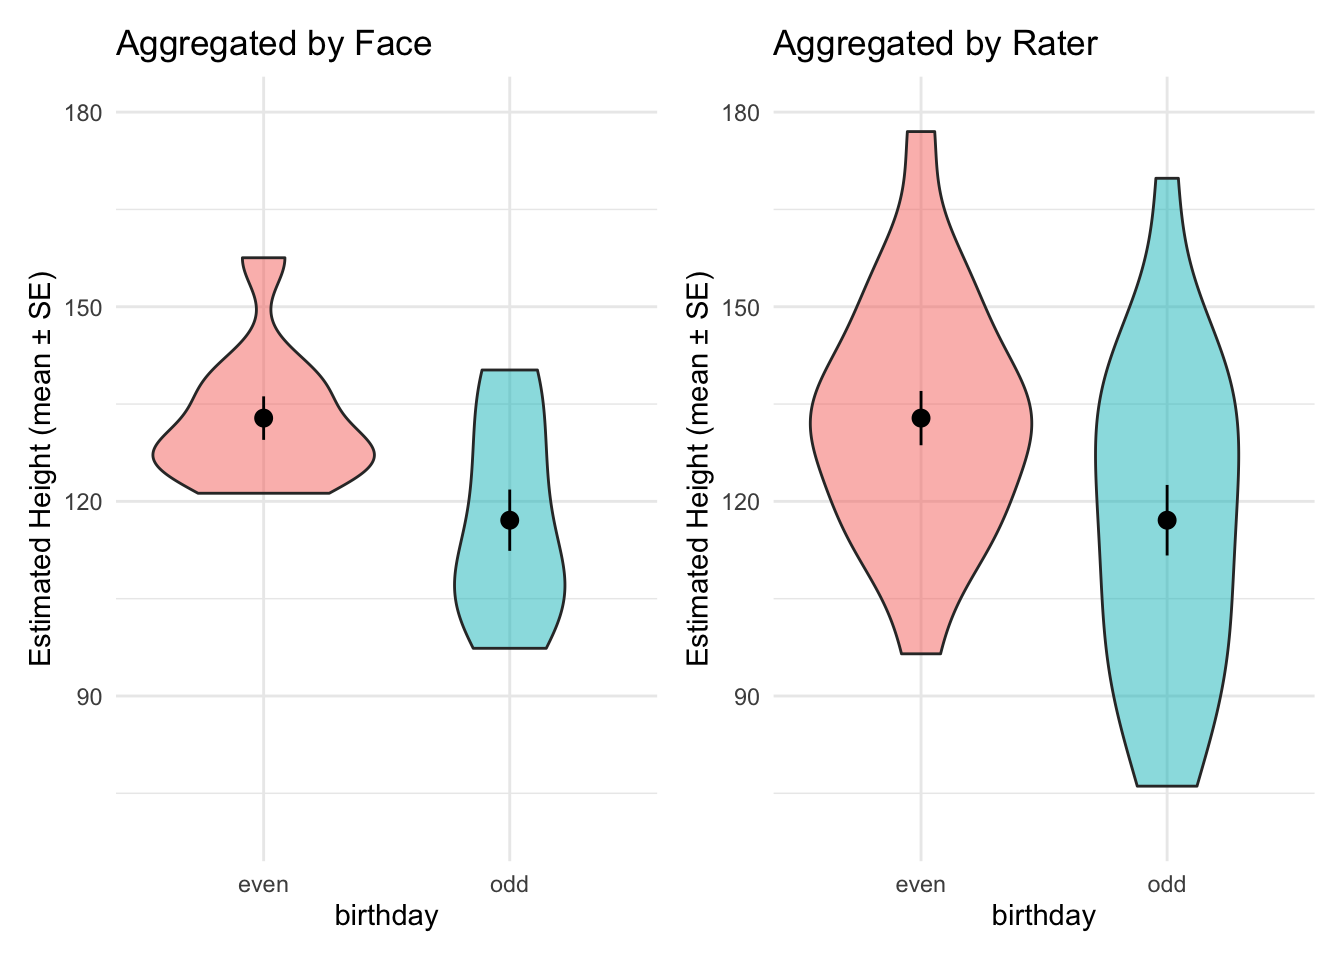 Aggregated by Face
Estimated Height (mean ± SE)
180
150
120
90
even
odd
birthday
Aggregated by Rater
Estimated Height (mean ± SE)
180
150
120
90
even
odd
birthday